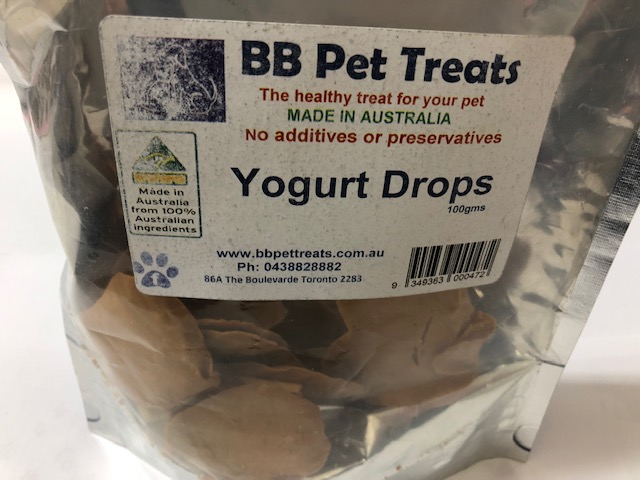 BB Pet Treats
The healthy treat for your pet
MADE IN AUSTRALIA
No additives or preservatives
Made in
Australia
from 100%
Australian
ingredients
Yogurt Drops
100gms
www.bbpettreats.com.au
Ph: 0438828882
86A The Boulevarde Toronto 2283
9 349363 000472